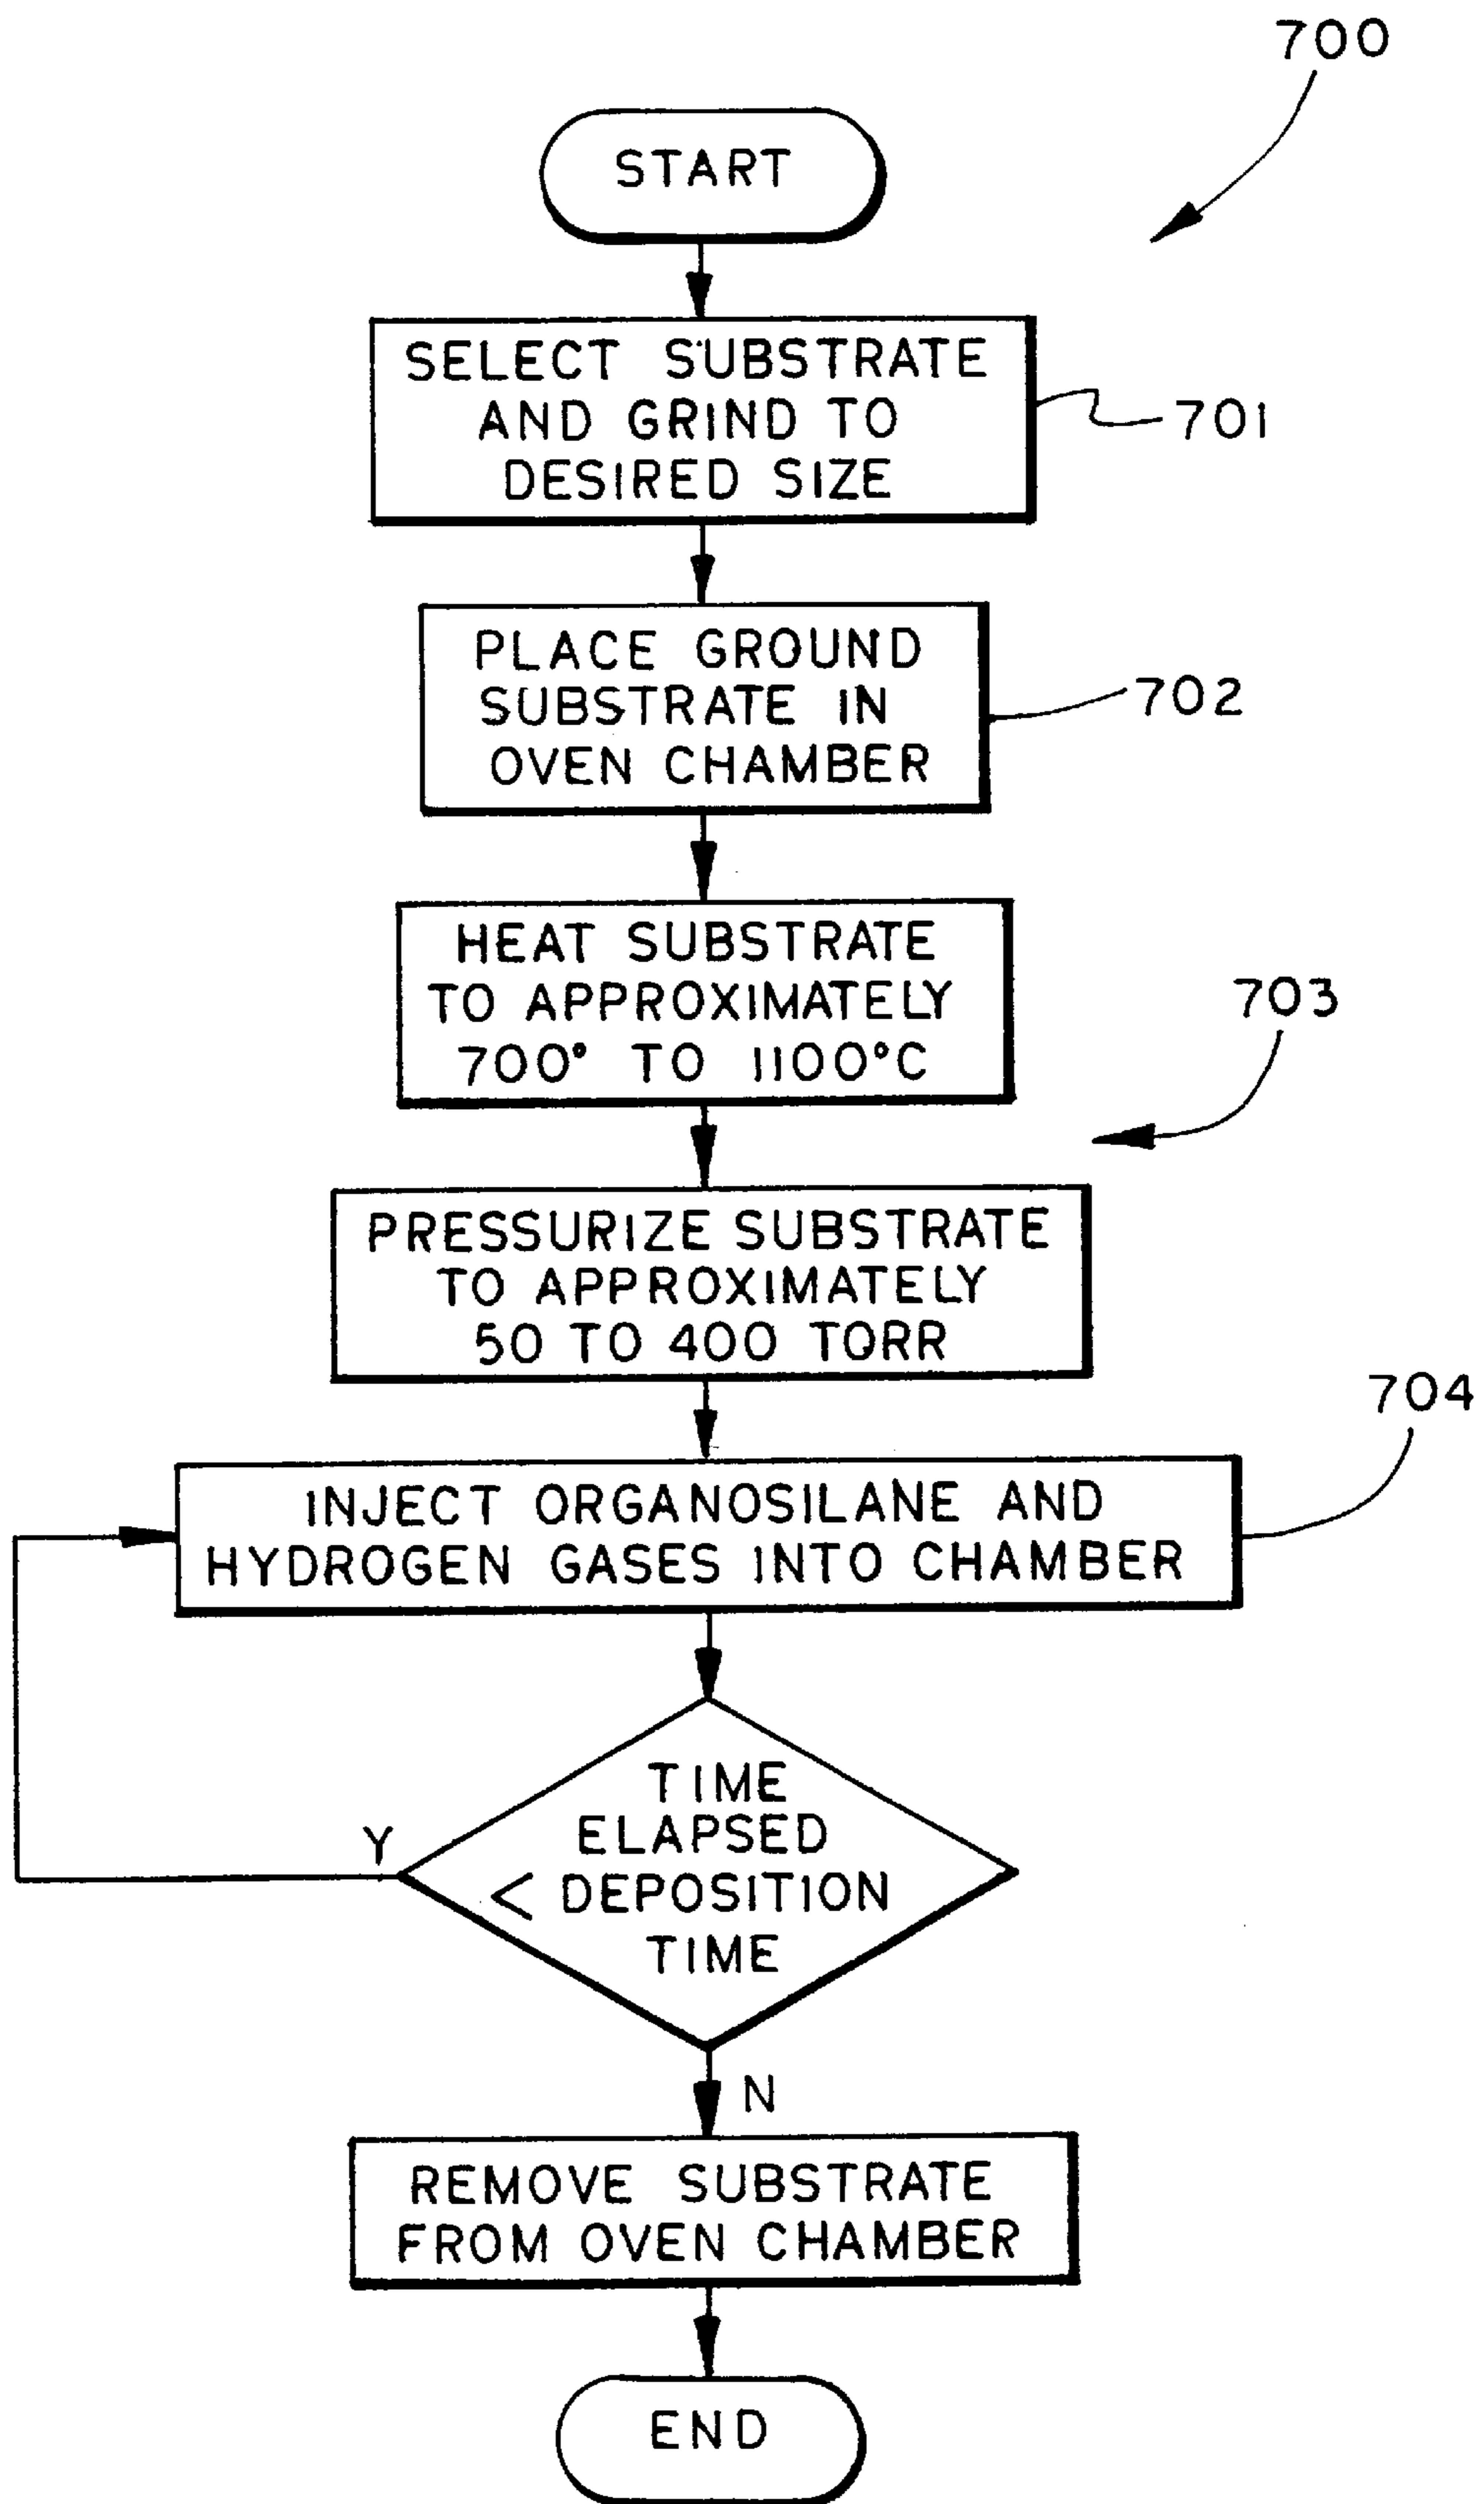 700
START
SELECT SUBSTRATE
AND GRIND TO
DESIRED SIZE
701
PLACE GROUND
SUBSTRATE IN
OVEN CHAMBER
702
HEAT SUBSTRATE
TO APPROXIMATELY
700° TO 1100°C
703
PRESSURIZE SUBSTRATE
TO APPROXIMATELY
50 TO 400 TORR
704
INJECT ORGANOSILANE AND
HYDROGEN GASES INTO CHAMBER
TIME
ELAPSED
< DEPOSITION
TIME
Y
N
REMOVE SUBSTRATE
FROM OVEN CHAMBER
END